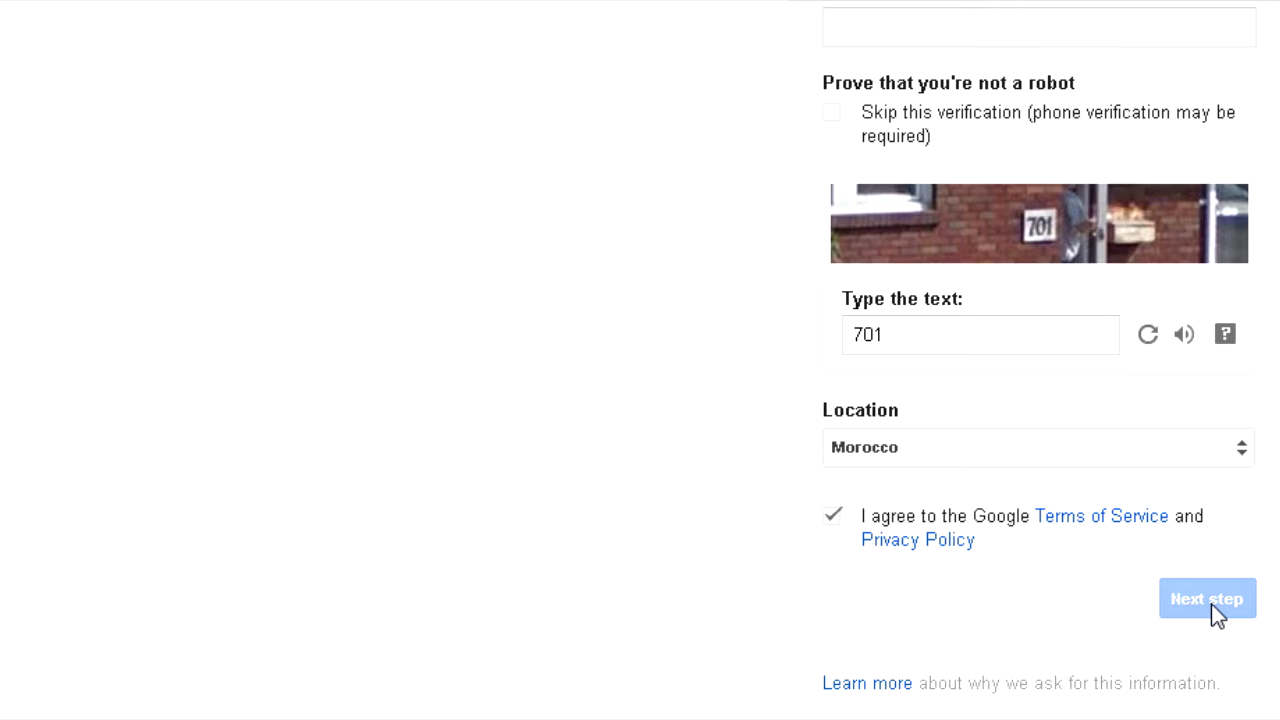 Prove that you're not a robot
Skip this verification (phone verification may be
required)
701
Type the text:
701
?
Location
Morocco
I agree to the Google Terms of Service and
Privacy Policy
Next step
Learn more about why we ask for this information.